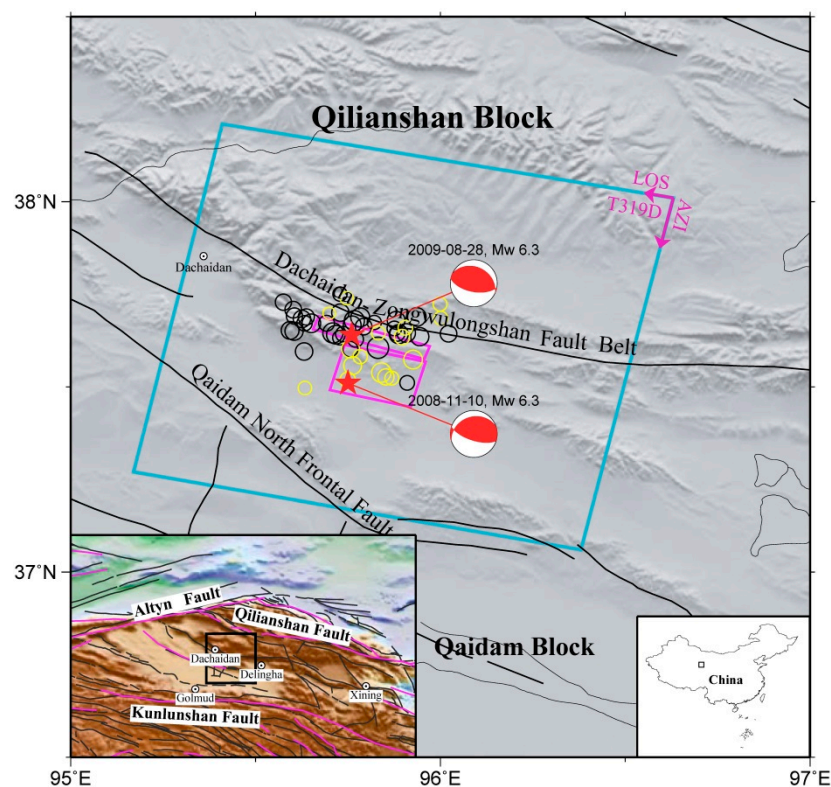 Qilianshan Block
38°N
LOS
T319D
AZI
2009-08-28, Mw 6.3
Dachaidan
Dachaidan-Zongwulongshan Fault Belt
2008-11-10, Mw 6.3
Qaidam North Frontal Fault
37°N
Altyn Fault
Qilianshan Fault
Dachaidan
Delingha
Golmud
Xining
Kunlunshan Fault
Qaidam Block
China
95°E
96°E
97°E